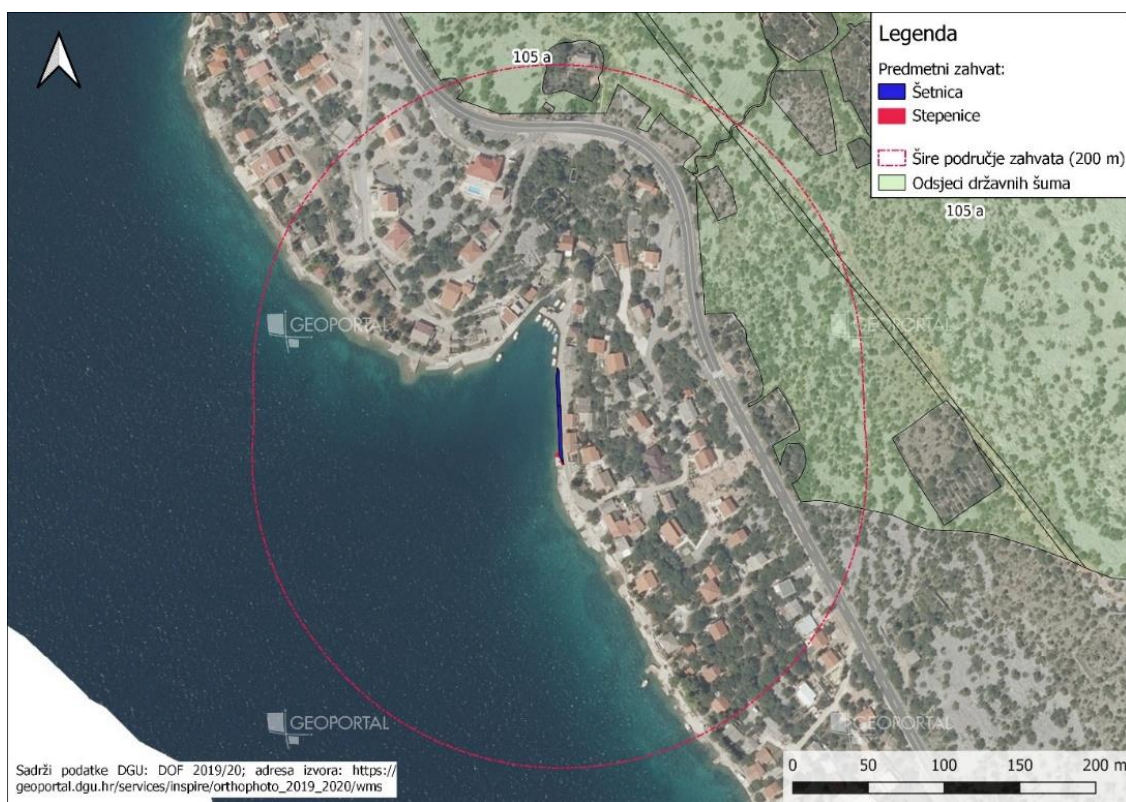 105 a
Legenda
Predmetni zahvat:
Šetnica
Stepenice
Šire područje zahvata (200 m)
Odsjeci državnih šuma
105 a
GEOPORTAL
GEOPORTAL
GEOPORTAL
GEOPORTAL
Sadrži podatke DGU: DOF 2019/20; adresa izvora: https://
geoportal.dgu.hr/services/inspire/orthophoto_2019_2020/wms
0 50 100 150 200 m